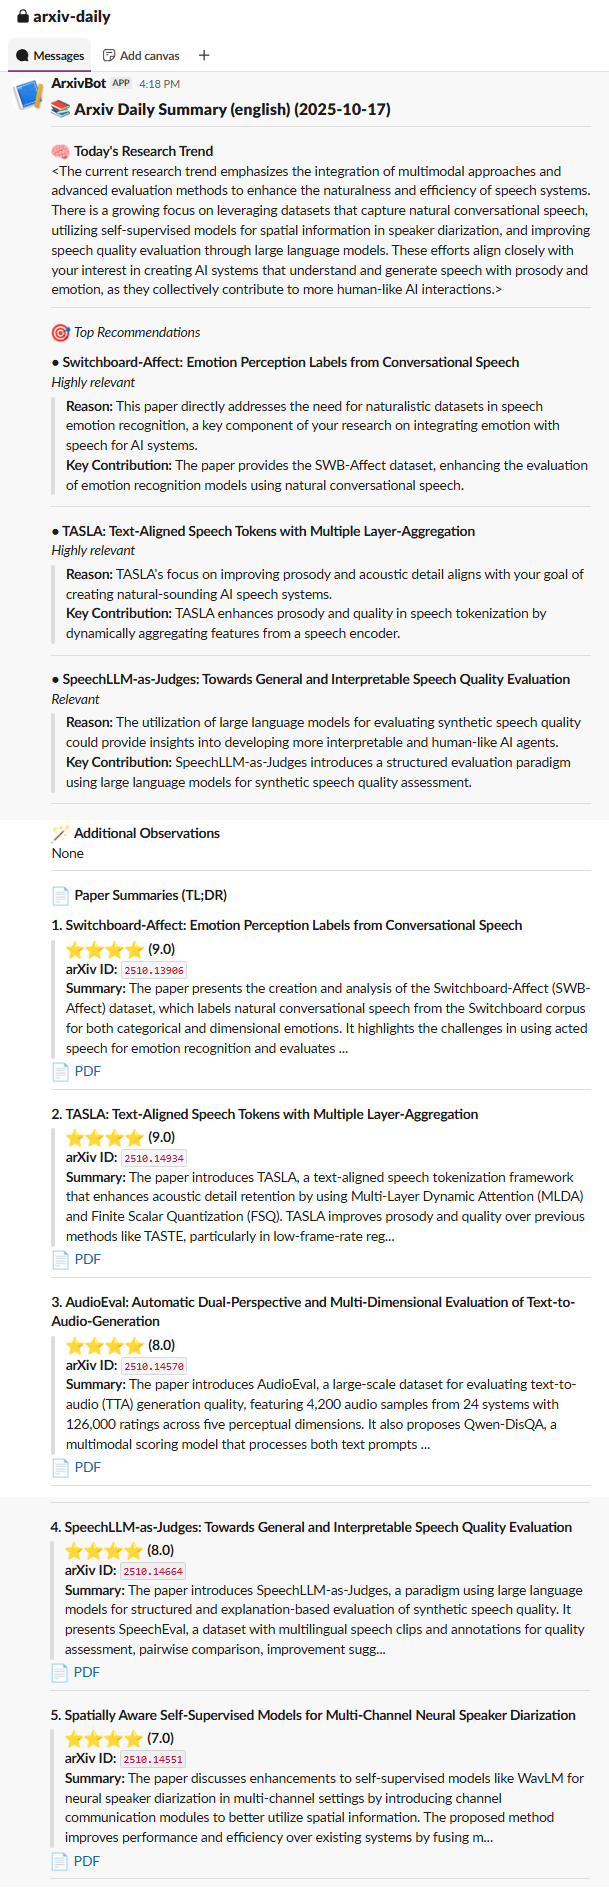 arxiv-daily
Messages Add canvas +
ArxivBot APP 4:18 PM
📚 Arxiv Daily Summary (english) (2025-10-17)
🧠 Today's Research Trend
<The current research trend emphasizes the integration of multimodal approaches and
advanced evaluation methods to enhance the naturalness and efficiency of speech systems.
There is a growing focus on leveraging datasets that capture natural conversational speech,
utilizing self-supervised models for spatial information in speaker diarization, and improving
speech quality evaluation through large language models. These efforts align closely with
your interest in creating AI systems that understand and generate speech with prosody and
emotion, as they collectively contribute to more human-like AI interactions.>
🎯 Top Recommendations
• Switchboard-Affect: Emotion Perception Labels from Conversational Speech
Highly relevant
Reason: This paper directly addresses the need for naturalistic datasets in speech
emotion recognition, a key component of your research on integrating emotion with
speech for AI systems.
Key Contribution: The paper provides the SWB-Affect dataset, enhancing the evaluation
of emotion recognition models using natural conversational speech.
• TASLA: Text-Aligned Speech Tokens with Multiple Layer-Aggregation
Highly relevant
Reason: TASLA's focus on improving prosody and acoustic detail aligns with your goal of
creating natural-sounding AI speech systems.
Key Contribution: TASLA enhances prosody and quality in speech tokenization by
dynamically aggregating features from a speech encoder.
• SpeechLLM-as-Judges: Towards General and Interpretable Speech Quality Evaluation
Relevant
Reason: The utilization of large language models for evaluating synthetic speech quality
could provide insights into developing more interpretable and human-like AI agents.
Key Contribution: SpeechLLM-as-Judges introduces a structured evaluation paradigm
using large language models for synthetic speech quality assessment.
🪄 Additional Observations
None
📄 Paper Summaries (TL;DR)
1. Switchboard-Affect: Emotion Perception Labels from Conversational Speech
⭐⭐⭐⭐ (9.0)
arXiv ID: 2510.13906
Summary: The paper presents the creation and analysis of the Switchboard-Affect (SWB-
Affect) dataset, which labels natural conversational speech from the Switchboard corpus
for both categorical and dimensional emotions. It highlights the challenges in using acted
speech for emotion recognition and evaluates ...
📄 PDF
2. TASLA: Text-Aligned Speech Tokens with Multiple Layer-Aggregation
⭐⭐⭐⭐ (9.0)
arXiv ID: 2510.14934
Summary: The paper introduces TASLA, a text-aligned speech tokenization framework
that enhances acoustic detail retention by using Multi-Layer Dynamic Attention (MLDA)
and Finite Scalar Quantization (FSQ). TASLA improves prosody and quality over previous
methods like TASTE, particularly in low-frame-rate reg...
📄 PDF
3. AudioEval: Automatic Dual-Perspective and Multi-Dimensional Evaluation of Text-to-
Audio-Generation
⭐⭐⭐⭐ (8.0)
arXiv ID: 2510.14570
Summary: The paper introduces AudioEval, a large-scale dataset for evaluating text-to-
audio (TTA) generation quality, featuring 4,200 audio samples from 24 systems with
126,000 ratings across five perceptual dimensions. It also proposes Qwen-DisQA, a
multimodal scoring model that processes both text prompts ...
📄 PDF
4. SpeechLLM-as-Judges: Towards General and Interpretable Speech Quality Evaluation
⭐⭐⭐⭐ (8.0)
arXiv ID: 2510.14664
Summary: The paper introduces SpeechLLM-as-Judges, a paradigm using large language
models for structured and explanation-based evaluation of synthetic speech quality. It
presents SpeechEval, a dataset with multilingual speech clips and annotations for quality
assessment, pairwise comparison, improvement sugg...
📄 PDF
5. Spatially Aware Self-Supervised Models for Multi-Channel Neural Speaker Diarization
⭐⭐⭐⭐ (7.0)
arXiv ID: 2510.14551
Summary: The paper discusses enhancements to self-supervised models like WavLM for
neural speaker diarization in multi-channel settings by introducing channel
communication modules to better utilize spatial information. The proposed method
improves performance and efficiency over existing systems by fusing m...
📄 PDF